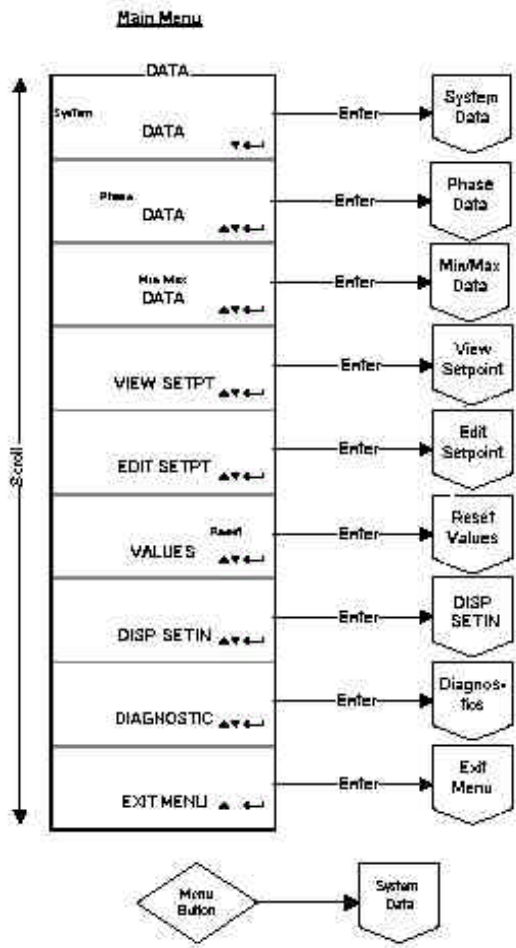 Main Menu
DATA
System
DATA
Enter
System
Data
Phase
DATA
Enter
Phase
Data
Min Max
DATA
Enter
Min/Max
Data
VIEW SETPT
Enter
View
Setpoint
EDIT SETPT
Enter
Edit
Setpoint
Scroll
Reset
VALUES
Enter
Reset
Values
DISP SETIN
Enter
DISP
SETIN
DIAGNOSTIC
Enter
Diagnos-
tics
EXIT MENU
Enter
Exit
Menu
Menu
Button
System
Data